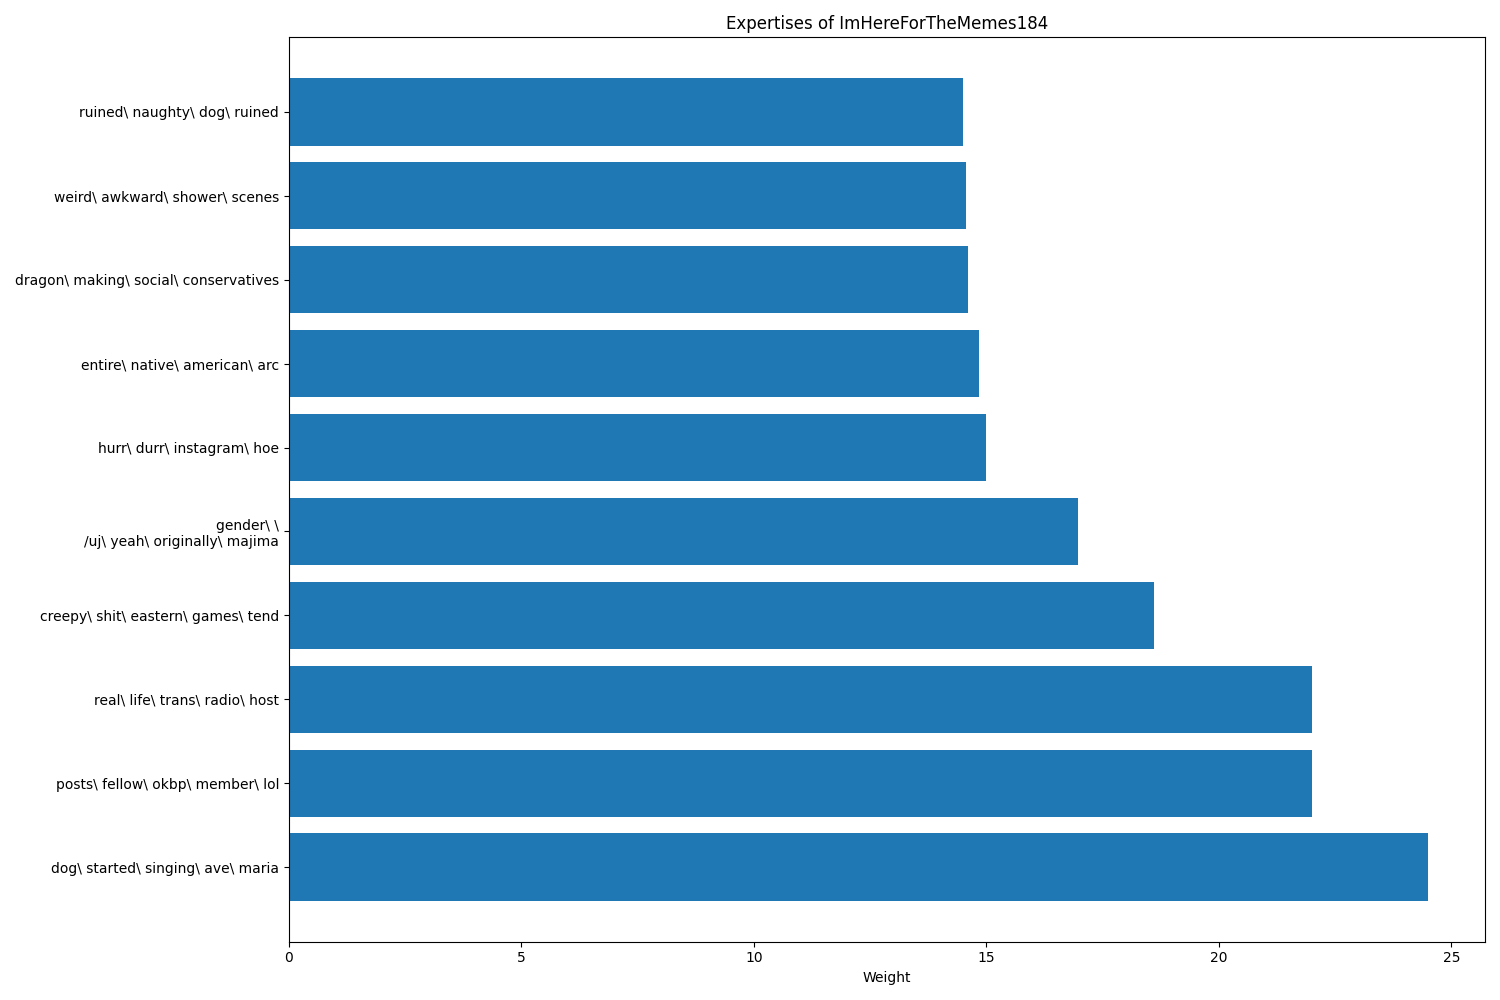 Expertises of ImHereForTheMemes184
ruined\ naughty\ dog\ ruined
weird\ awkward\ shower\ scenes
dragon\ making\ social\ conservatives
entire\ native\ american\ arc
hurr\ durr\ instagram\ hoe
gender\ \
/uj\ yeah\ originally\ majima
creepy\ shit\ eastern\ games\ tend
real\ life\ trans\ radio\ host
posts\ fellow\ okbp\ member\ lol
dog\ started\ singing\ ave\ maria
0 5 10 15 20 25
Weight